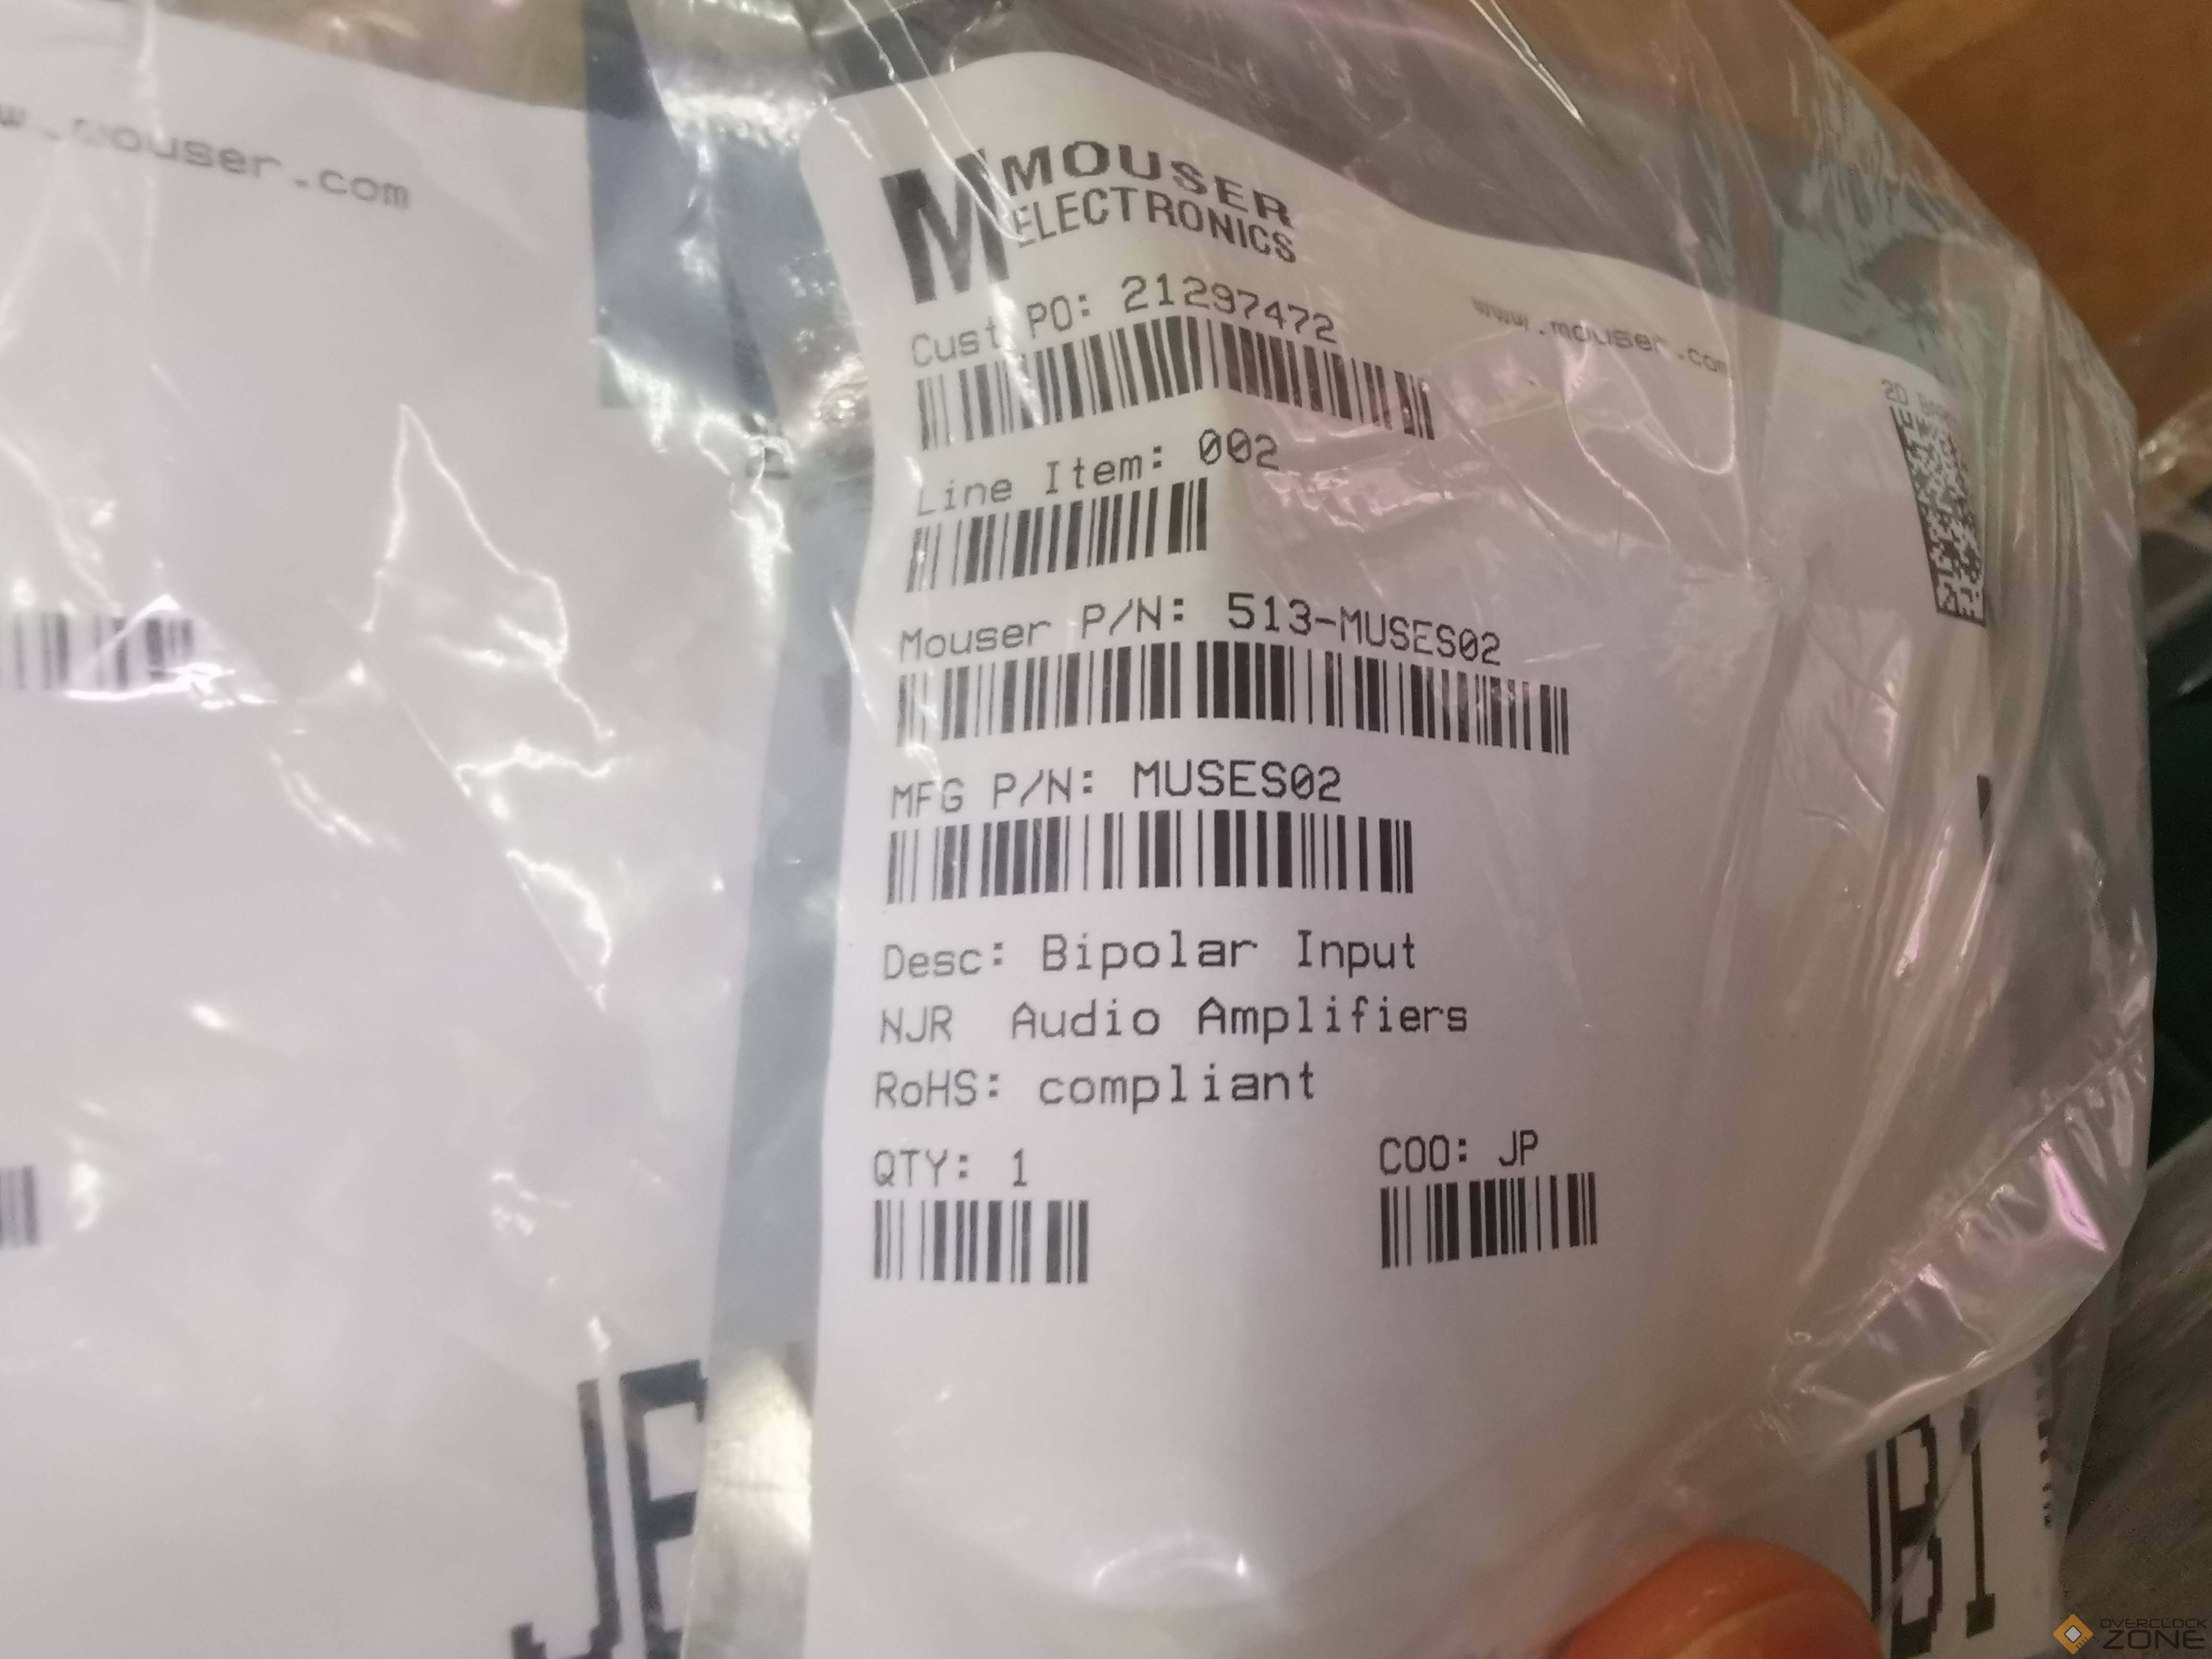 www.mouser.com
MOUSER
ELECTRONICS
Cust PO: 21297472
www.mouser.com
2D
Line Item: 002
Mouser P/N: 513-MUSES02
MFG P/N: MUSES02
Desc: Bipolar Input
NJR Audio Amplifiers
RoHS: compliant
QTY: 1
COO: JP
OVERCLOCK
ZONE